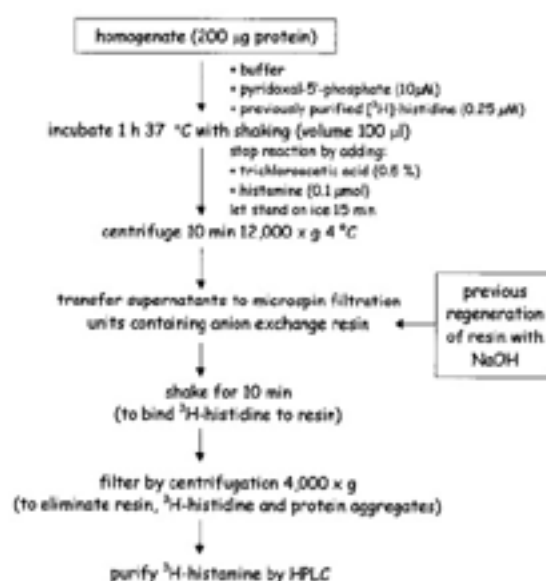 homogenate (200 µg protein)
• buffer
• pyridoxal-5'-phosphate (10µM)
• previously purified [³H]-histidine (0.25 µM)
incubate 1 h 37 °C with shaking (volume 100 µl)
stop reaction by adding:
• trichloroacetic acid (0.6 %)
• histamine (0.1 µmol)
let stand on ice 15 min
centrifuge 10 min 12,000 x g 4 °C
transfer supernatants to microspin filtration
units containing anion exchange resin
previous
regeneration
of resin with
NaOH
shake for 10 min
(to bind ³H-histidine to resin)
filter by centrifugation 4,000 x g
(to eliminate resin, ³H-histidine and protein aggregates)
purify ³H-histamine by HPLC